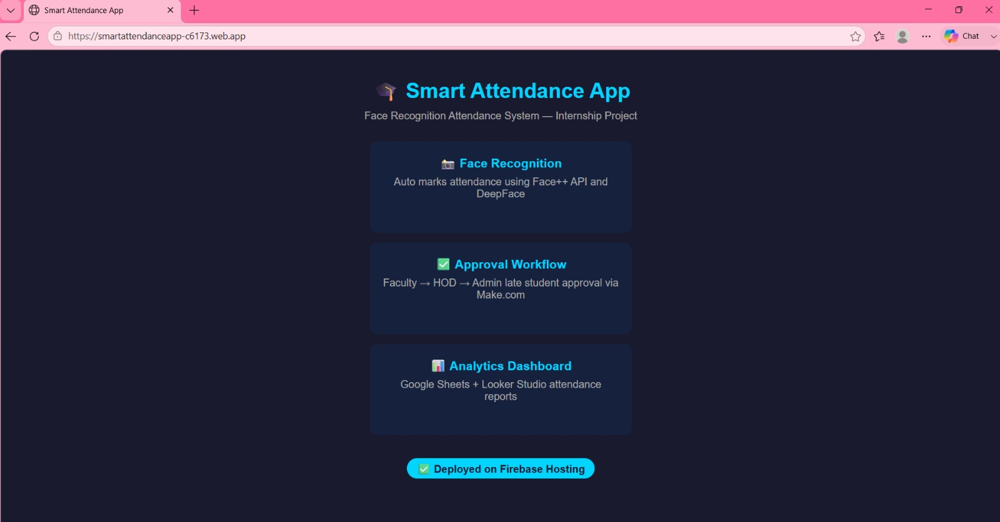 Smart Attendance App
https://smartattendanceapp-c6173.web.app
Chat
Smart Attendance App
Face Recognition Attendance System — Internship Project
Face Recognition
Auto marks attendance using Face++ API and
DeepFace
Approval Workflow
Faculty → HOD → Admin late student approval via
Make.com
Analytics Dashboard
Google Sheets + Looker Studio attendance
reports
Deployed on Firebase Hosting